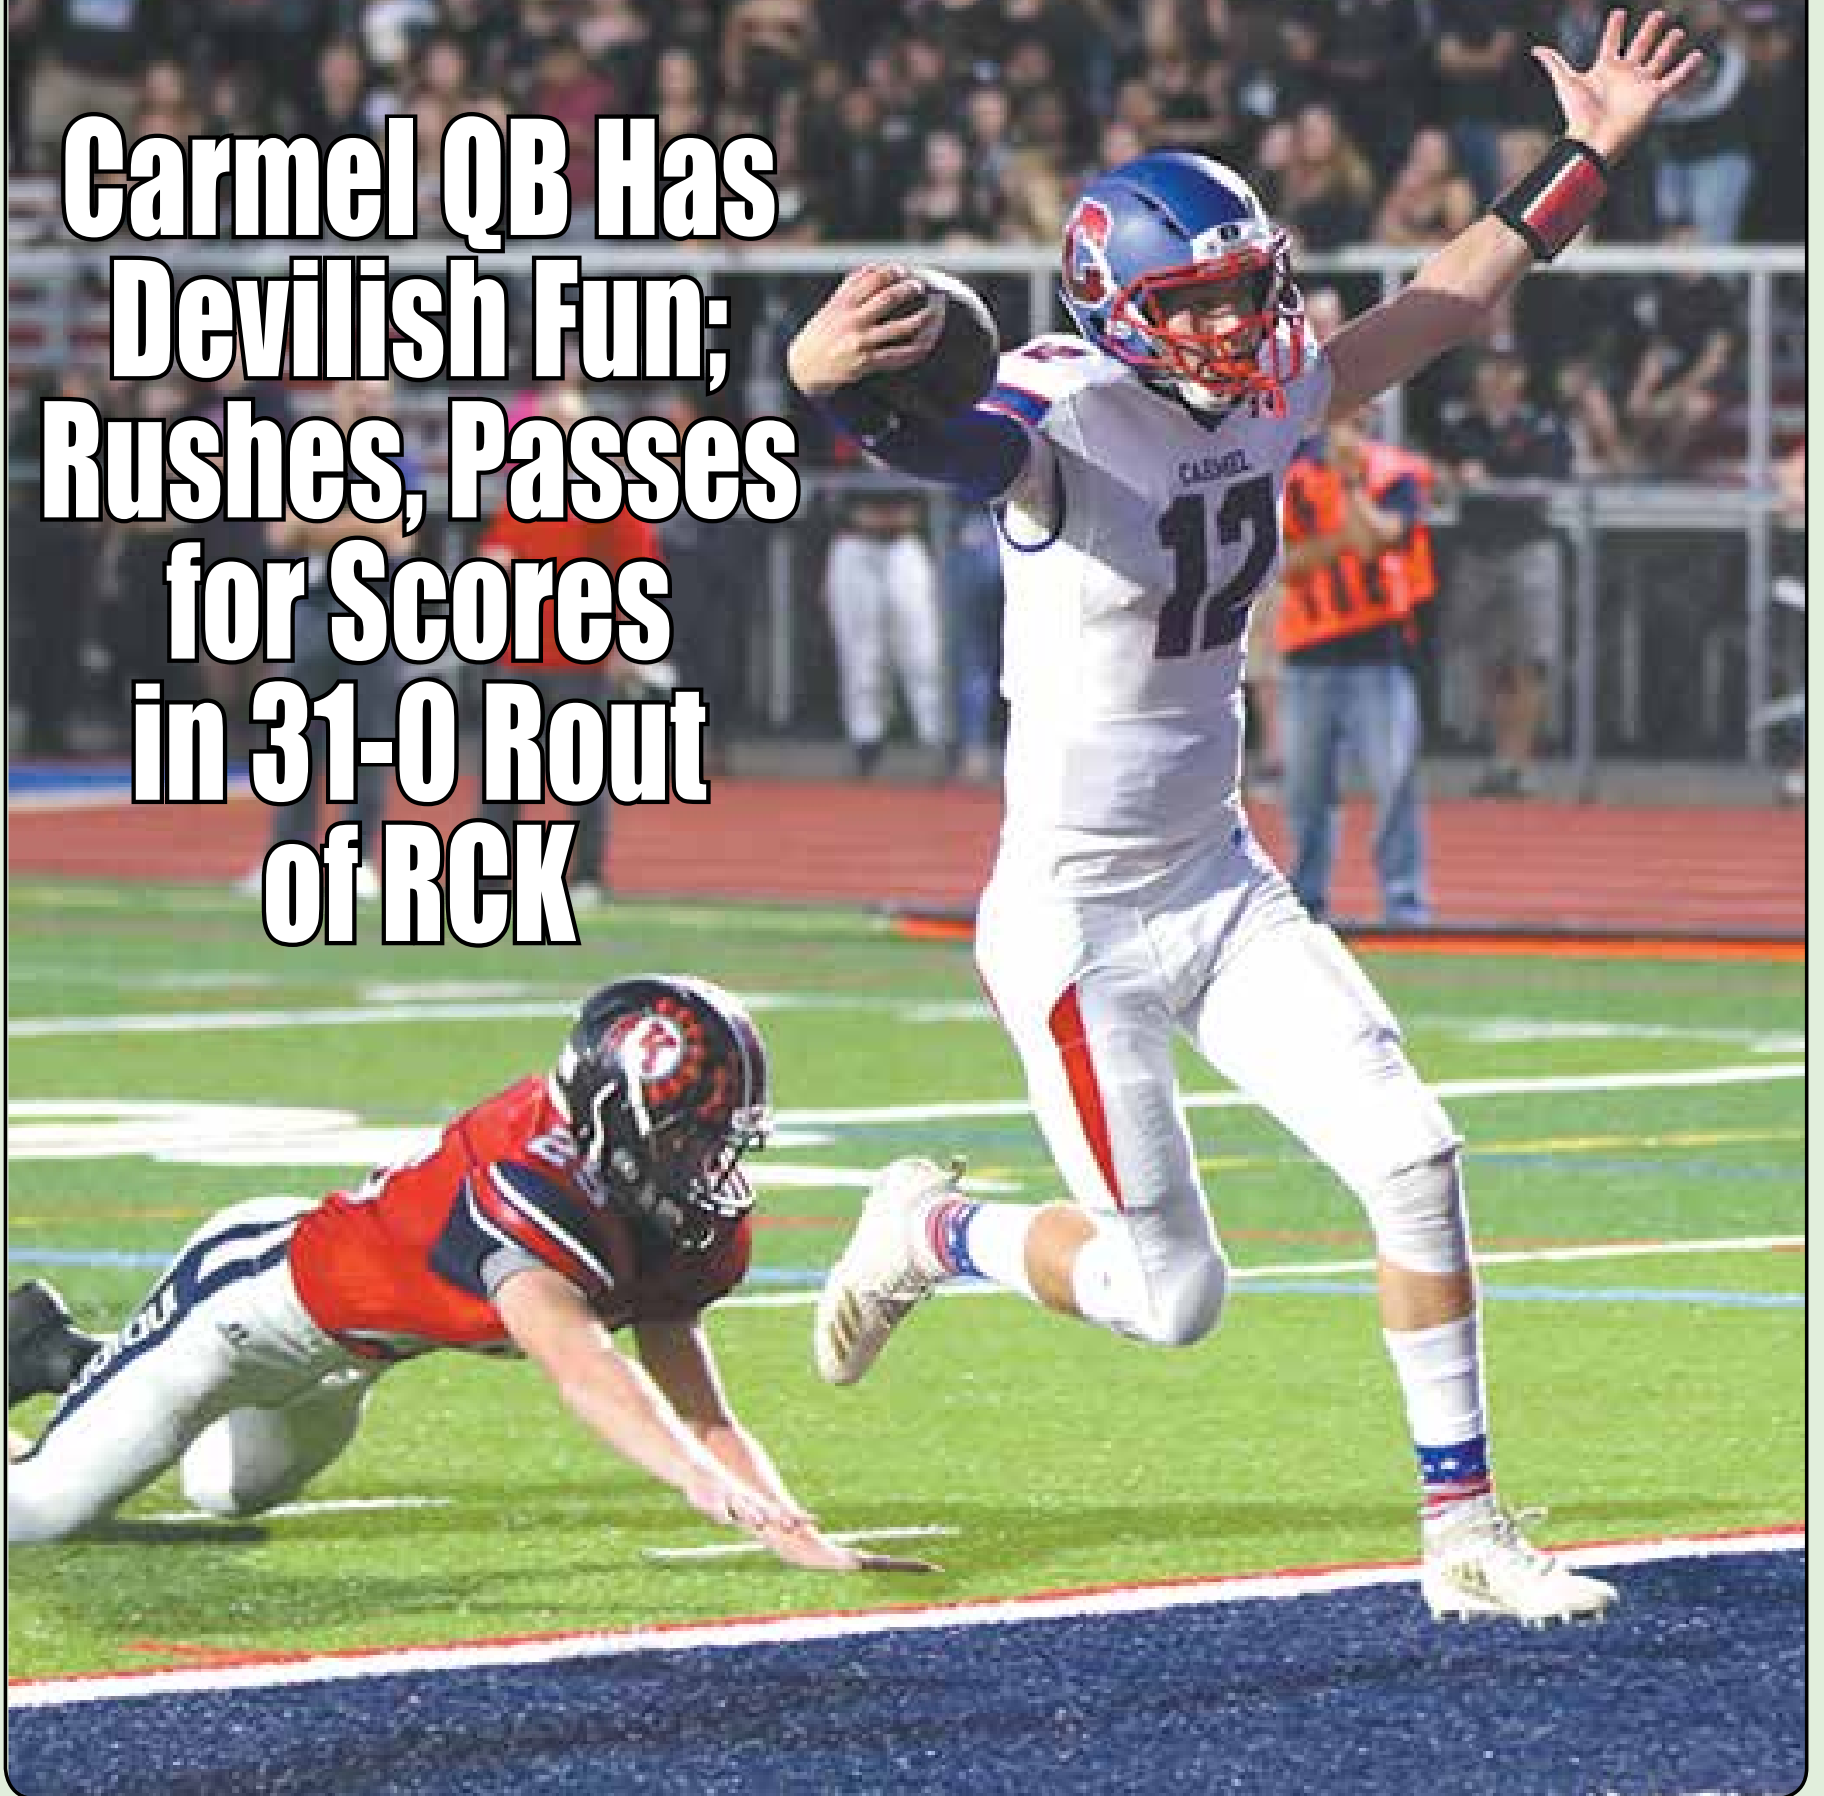 Carmel QB Has
Devilish Fun;
Rushes, Passes
for Scores
in 31-0 Rout
of RCK
CARMEL
12